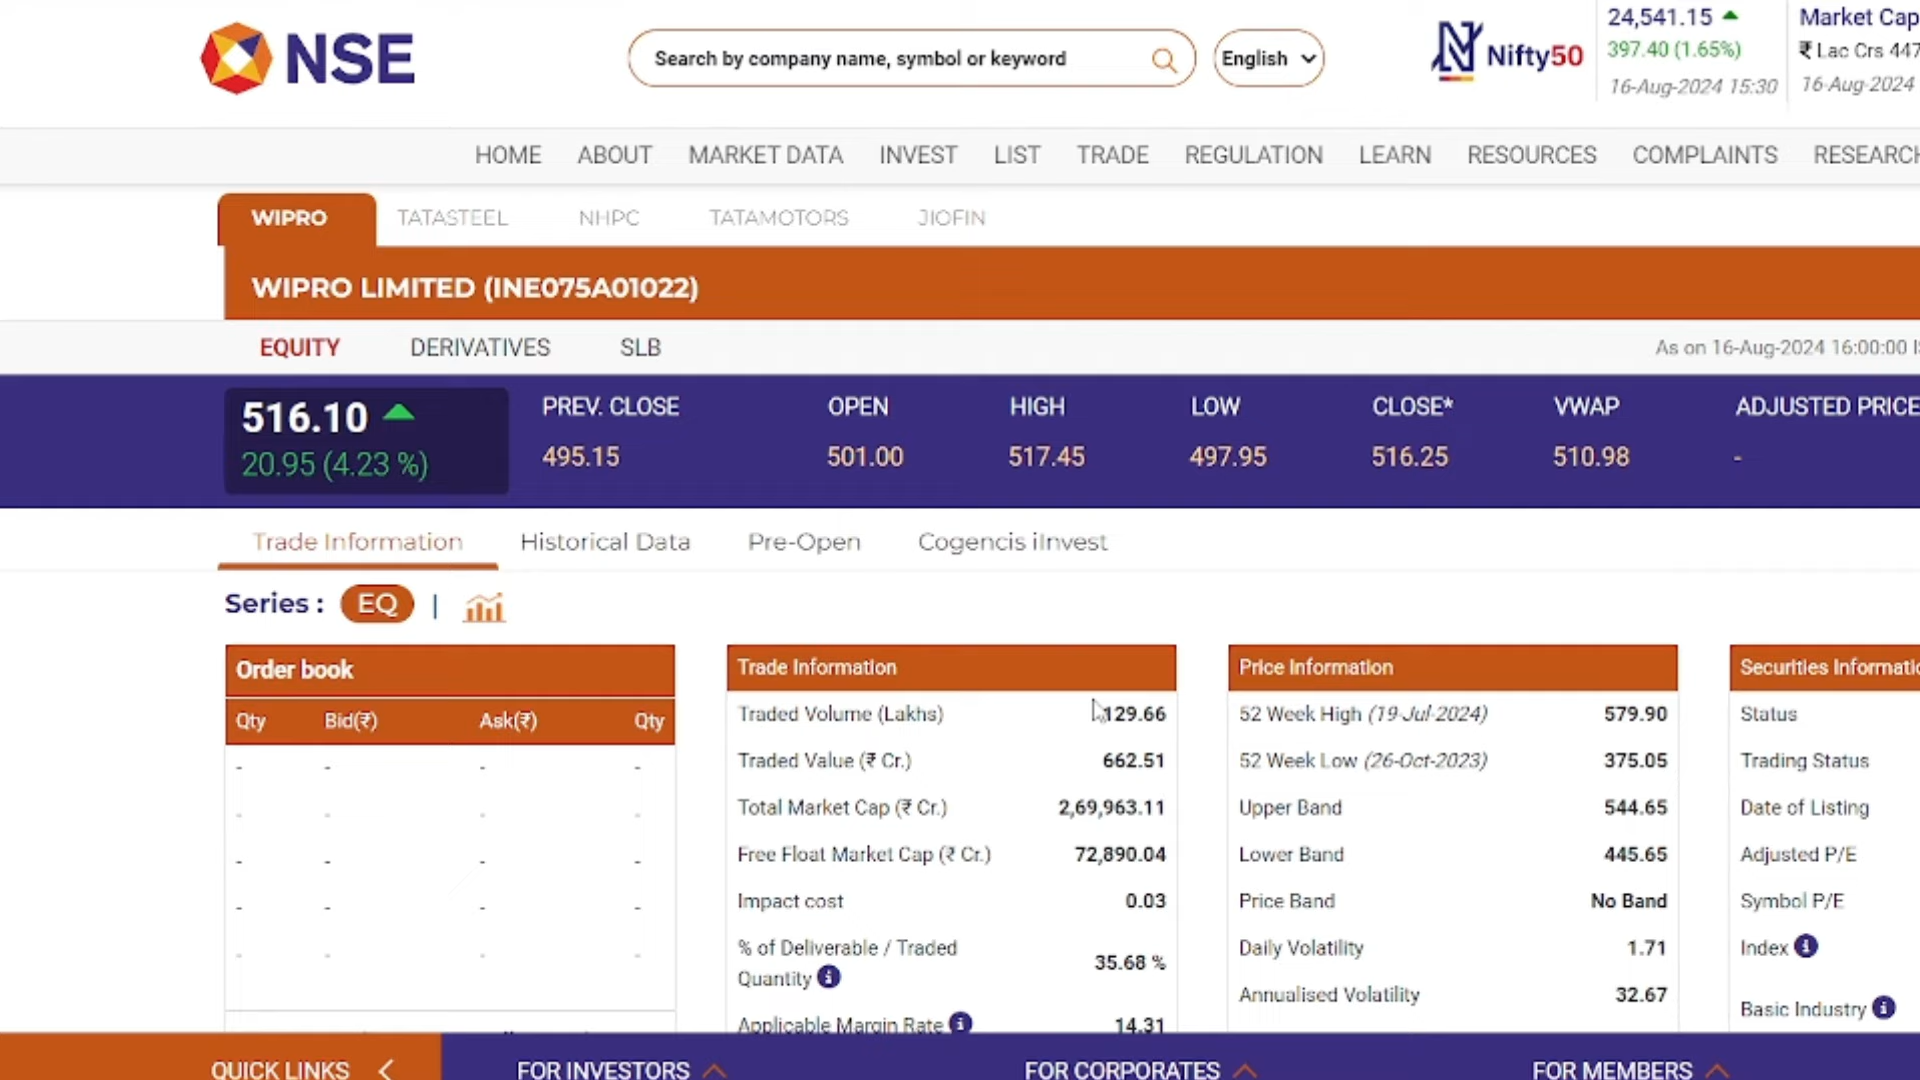 NSE
Search by company name, symbol or keyword
English
Nifty50
24,541.15
397.40 (1.65%)
16-Aug-2024 15:30
Market Cap
₹ Lac Crs 447
16-Aug-2024
HOME ABOUT MARKET DATA INVEST LIST TRADE REGULATION LEARN RESOURCES COMPLAINTS RESEARCH
WIPRO TATASTEEL NHPC TATAMOTORS JIOFIN
WIPRO LIMITED (INE075A01022)
EQUITY DERIVATIVES SLB
As on 16-Aug-2024 16:00:00
516.10
20.95 (4.23 %)
PREV. CLOSE OPEN HIGH LOW CLOSE* VWAP ADJUSTED PRICE
495.15 501.00 517.45 497.95 516.25 510.98 -
Trade Information Historical Data Pre-Open Cogencis iInvest
Series : EQ |
Order book
Qty Bid(₹) Ask(₹) Qty
- - - -
- - - -
- - - -
- - - -
- - - -
Trade Information
Traded Volume (Lakhs) 129.66
Traded Value (₹ Cr.) 662.51
Total Market Cap (₹ Cr.) 2,69,963.11
Free Float Market Cap (₹ Cr.) 72,890.04
Impact cost 0.03
% of Deliverable / Traded
Quantity 35.68 %
Applicable Margin Rate 14.31
Price Information
52 Week High (19-Jul-2024) 579.90
52 Week Low (26-Oct-2023) 375.05
Upper Band 544.65
Lower Band 445.65
Price Band No Band
Daily Volatility 1.71
Annualised Volatility 32.67
Securities Informatio
Status
Trading Status
Date of Listing
Adjusted P/E
Symbol P/E
Index
Basic Industry
QUICK LINKS FOR INVESTORS FOR CORPORATES FOR MEMBERS